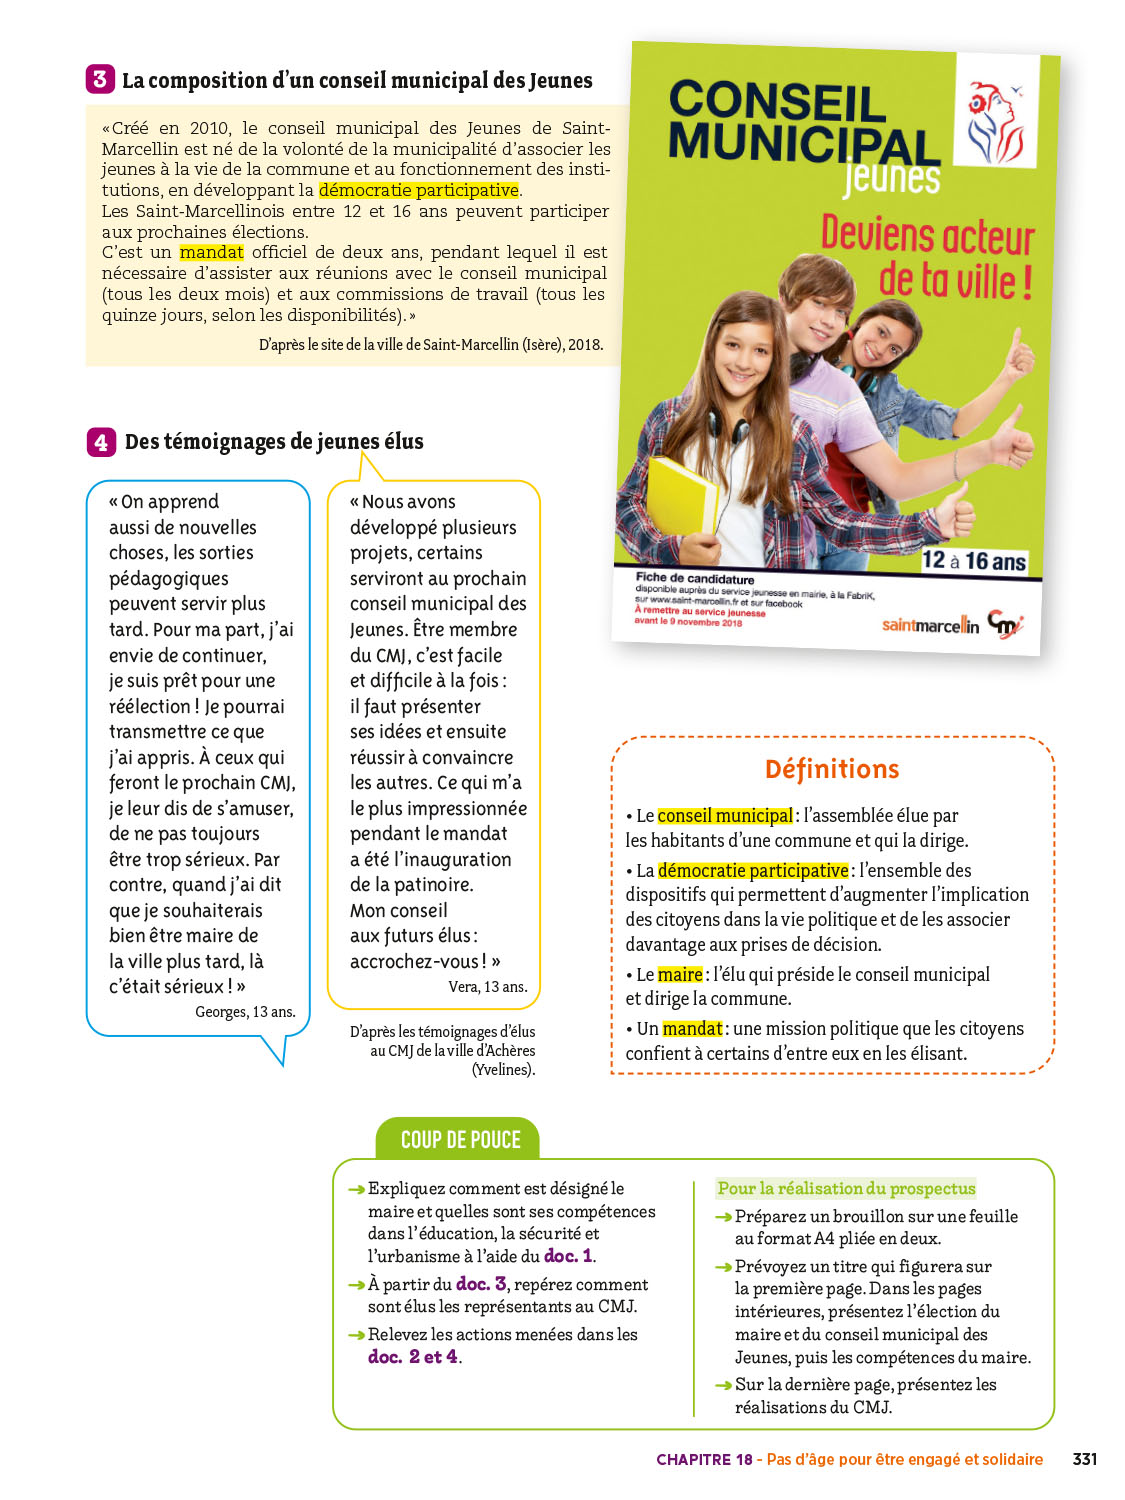 3 La composition d'un conseil municipal des Jeunes
« Créé en 2010, le conseil municipal des Jeunes de Saint-
Marcellin est né de la volonté de la municipalité d'associer les
jeunes à la vie de la commune et au fonctionnement des insti-
tutions, en développant la démocratie participative.
Les Saint-Marcellinois entre 12 et 16 ans peuvent participer
aux prochaines élections.
C'est un mandat officiel de deux ans, pendant lequel il est
nécessaire d'assister aux réunions avec le conseil municipal
(tous les deux mois) et aux commissions de travail (tous les
quinze jours, selon les disponibilités). »
D'après le site de la ville de Saint-Marcellin (Isère), 2018.
CONSEIL
MUNICIPAL
jeunes
Deviens acteur
de ta ville !
12 à 16 ans
Fiche de candidature
disponible auprès du service jeunesse en mairie, à la FabriK,
sur www.saint-marcellin.fr et sur facebook
À remettre au service jeunesse
avant le 9 novembre 2018
saintmarcellin
Cmj
4 Des témoignages de jeunes élus
« On apprend
aussi de nouvelles
choses, les sorties
pédagogiques
peuvent servir plus
tard. Pour ma part, j'ai
envie de continuer,
je suis prêt pour une
réélection ! Je pourrai
transmettre ce que
j'ai appris. À ceux qui
feront le prochain CMJ,
je leur dis de s'amuser,
de ne pas toujours
être trop sérieux. Par
contre, quand j'ai dit
que je souhaiterais
bien être maire de
la ville plus tard, là
c'était sérieux ! »
Georges, 13 ans.
« Nous avons
développé plusieurs
projets, certains
serviront au prochain
conseil municipal des
Jeunes. Être membre
du CMJ, c'est facile
et difficile à la fois :
il faut présenter
ses idées et ensuite
réussir à convaincre
les autres. Ce qui m'a
le plus impressionnée
pendant le mandat
a été l'inauguration
de la patinoire.
Mon conseil
aux futurs élus :
accrochez-vous ! »
Vera, 13 ans.
D'après les témoignages d'élus
au CMJ de la ville d'Achères
(Yvelines).
Définitions
• Le conseil municipal : l'assemblée élue par
les habitants d'une commune et qui la dirige.
• La démocratie participative : l'ensemble des
dispositifs qui permettent d'augmenter l'implication
des citoyens dans la vie politique et de les associer
davantage aux prises de décision.
• Le maire : l'élu qui préside le conseil municipal
et dirige la commune.
• Un mandat : une mission politique que les citoyens
confient à certains d'entre eux en les élisant.
COUP DE POUCE
➔ Expliquez comment est désigné le
maire et quelles sont ses compétences
dans l'éducation, la sécurité et
l'urbanisme à l'aide du doc. 1.
➔ À partir du doc. 3, repérez comment
sont élus les représentants au CMJ.
➔ Relevez les actions menées dans les
doc. 2 et 4.
Pour la réalisation du prospectus
➔ Préparez un brouillon sur une feuille
au format A4 pliée en deux.
➔ Prévoyez un titre qui figurera sur
la première page. Dans les pages
intérieures, présentez l'élection du
maire et du conseil municipal des
Jeunes, puis les compétences du maire.
➔ Sur la dernière page, présentez les
réalisations du CMJ.
CHAPITRE 18 - Pas d'âge pour être engagé et solidaire 331